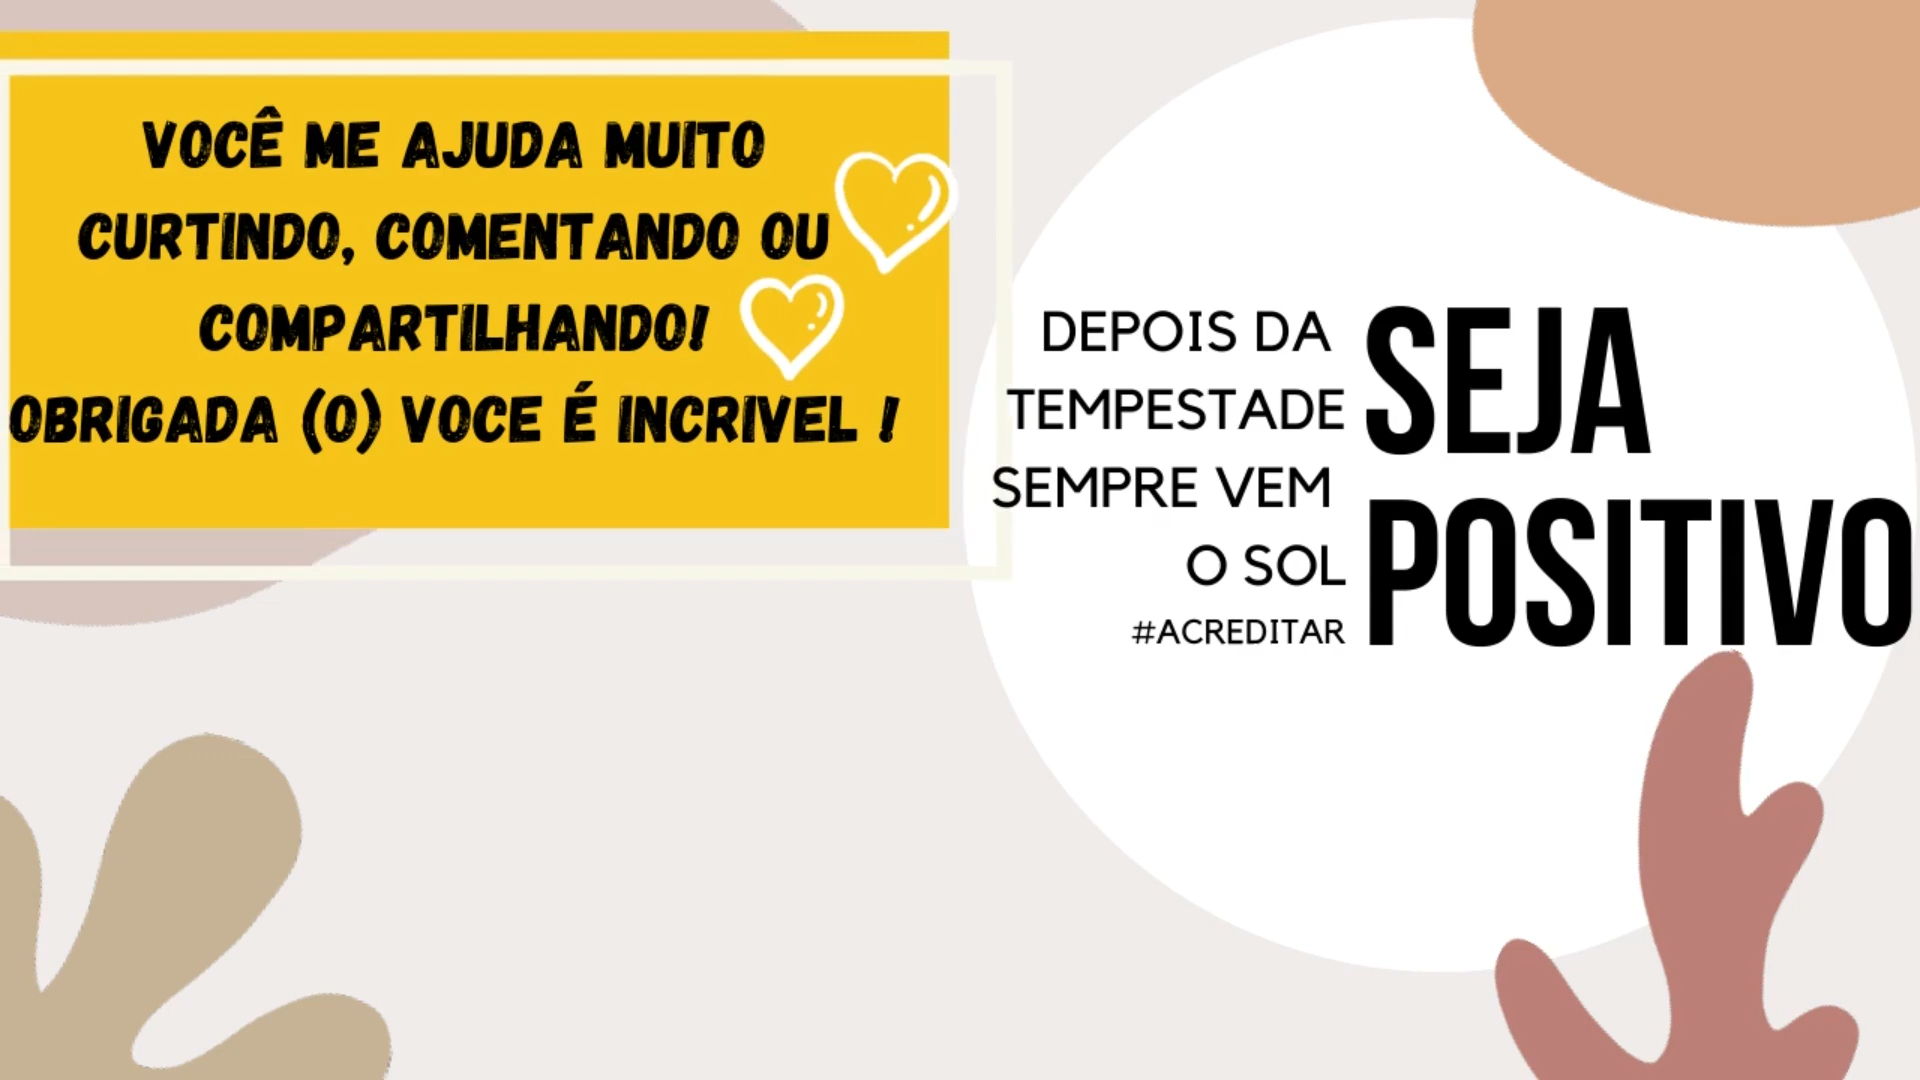 VOCÊ ME AJUDA MUITO
CURTINDO, COMENTANDO OU
COMPARTILHANDO!
OBRIGADA (O) VOCE É INCRIVEL !
DEPOIS DA
TEMPESTADE
SEMPRE VEM
O SOL
#ACREDITAR
SEJA
POSITIVO